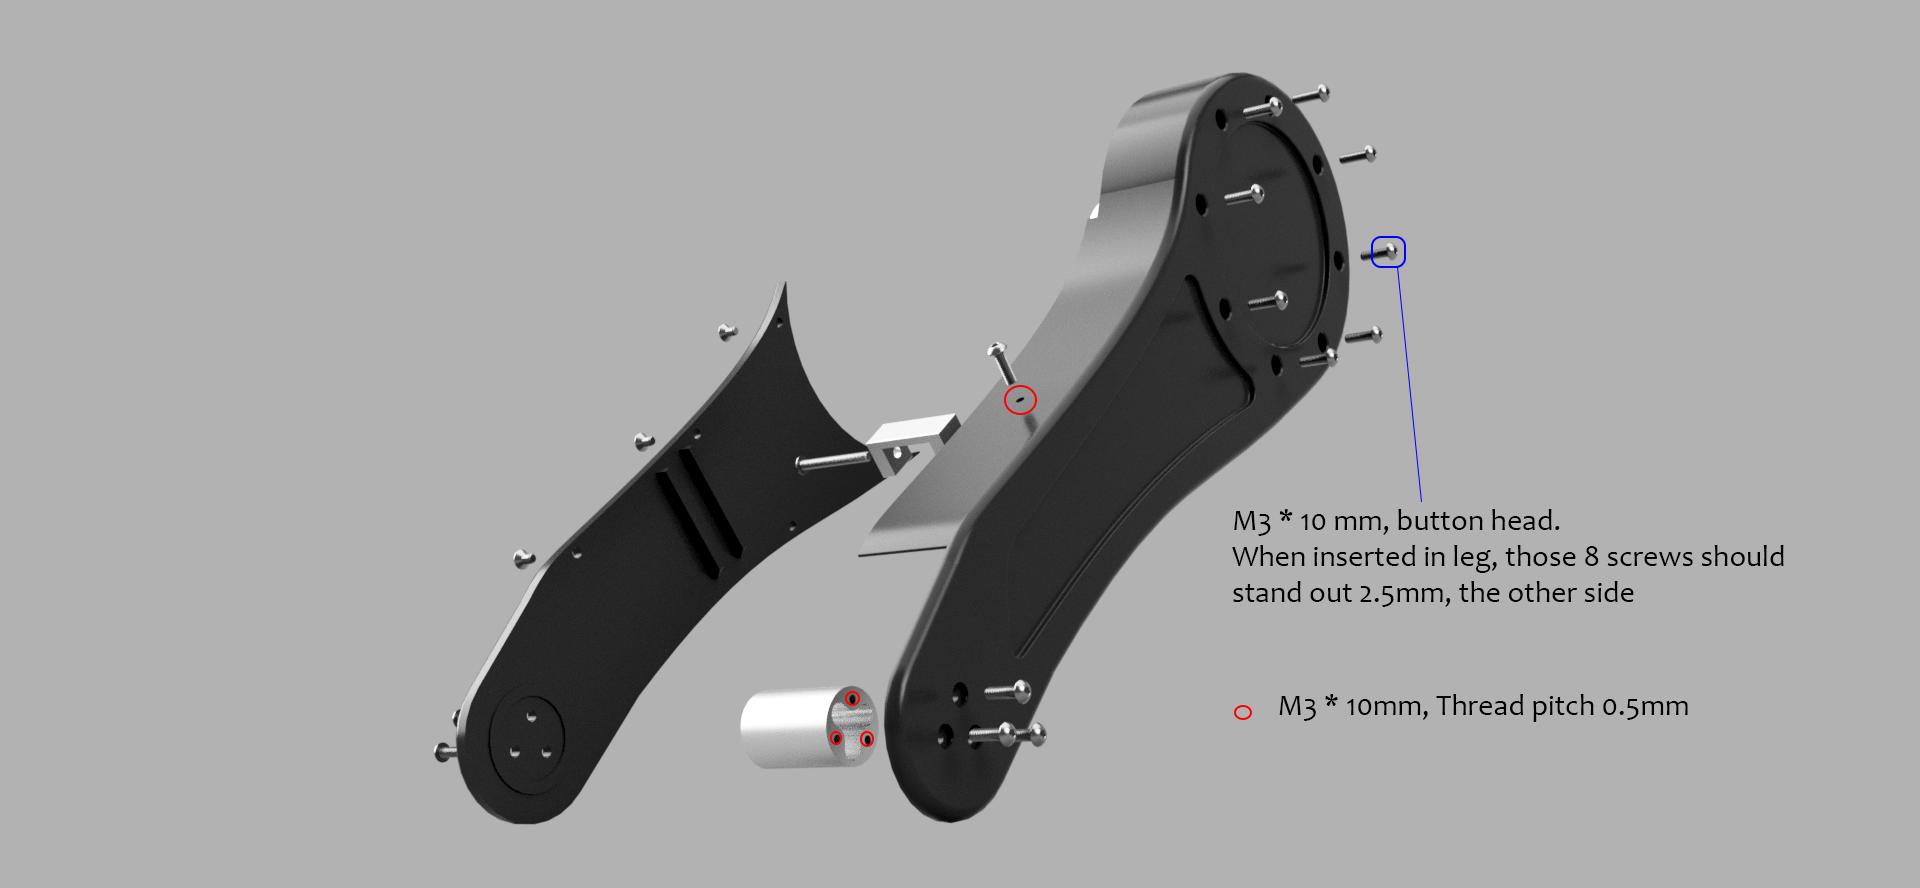 M3 * 10 mm, button head.
When inserted in leg, those 8 screws should
stand out 2.5mm, the other side
M3 * 10mm, Thread pitch 0.5mm